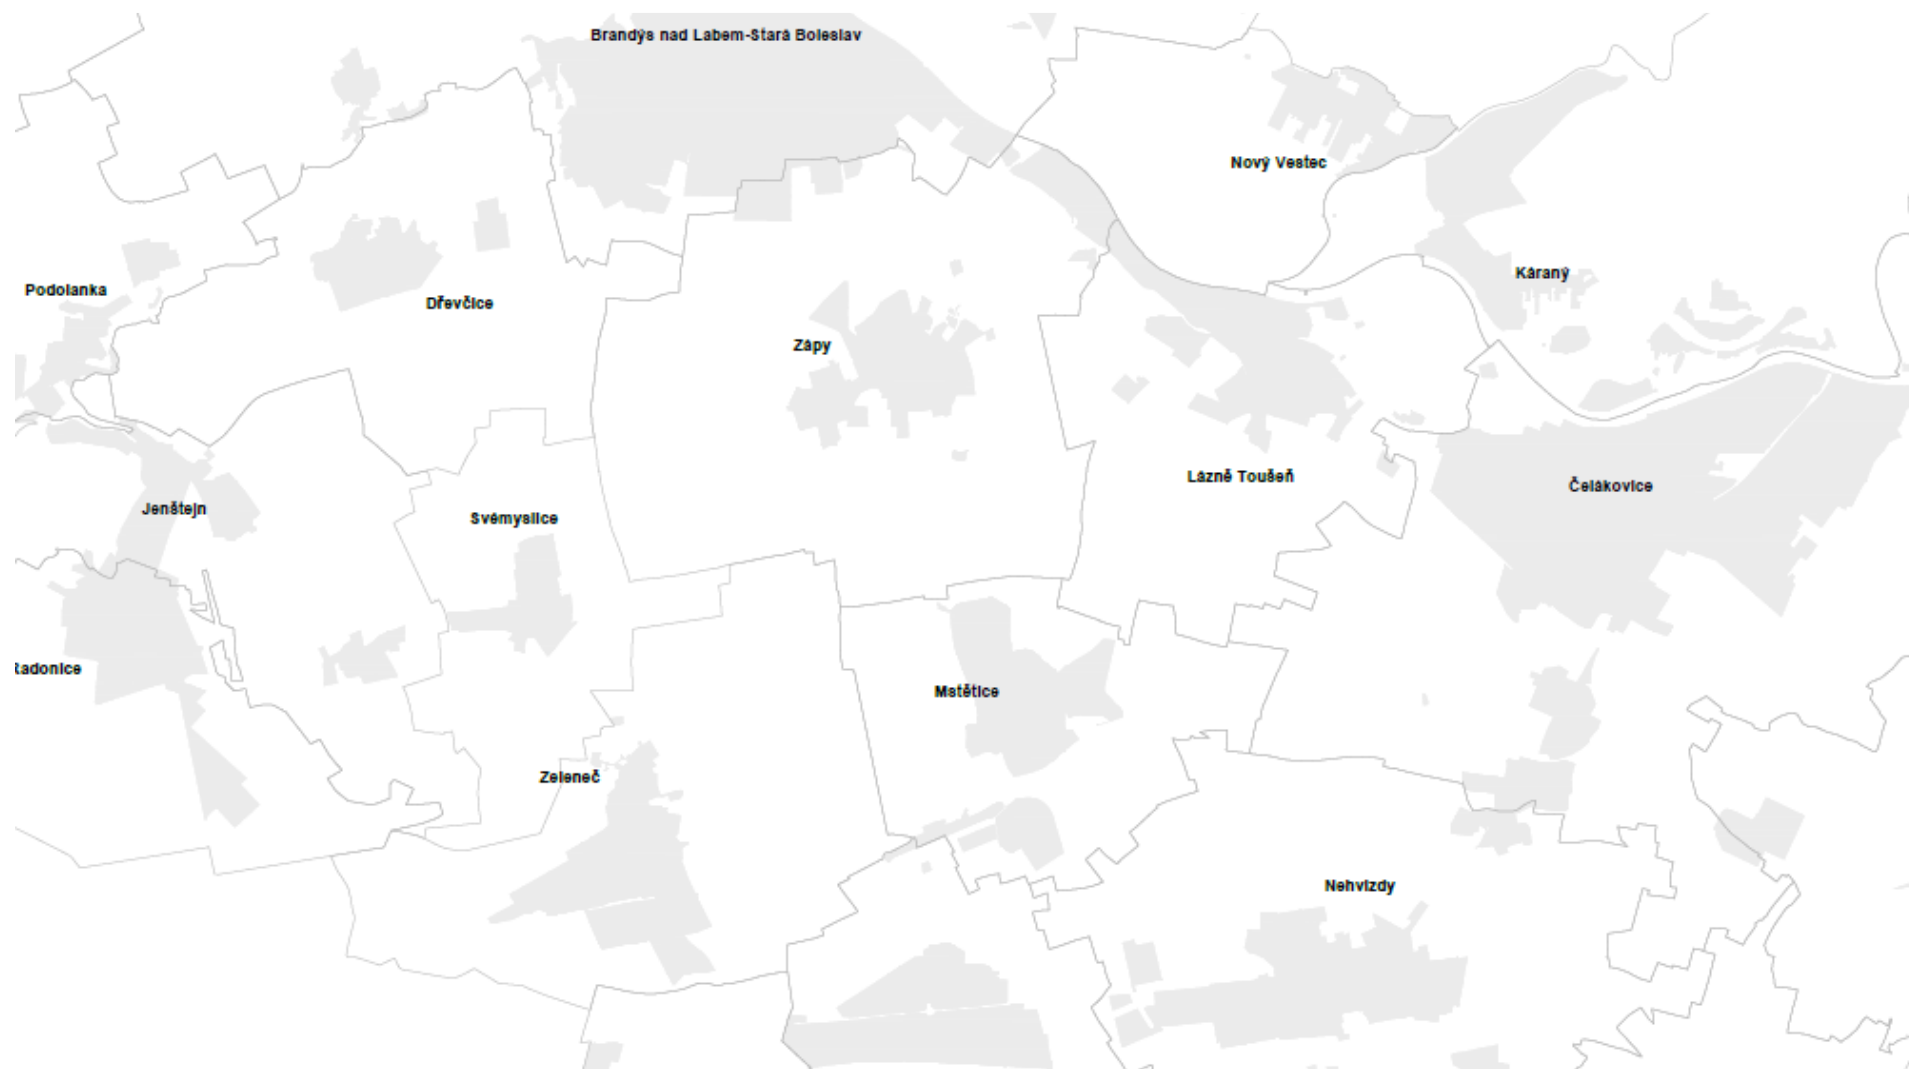 Brandýs nad Labem-Stará Boleslav
Nový Vestec
Káraný
Podolanka
Dřevčice
Zápy
Lázně Toušeň
Čelákovice
Jenštejn
Svémyslice
Radonice
Mstětice
Zeleneč
Nehvizdy